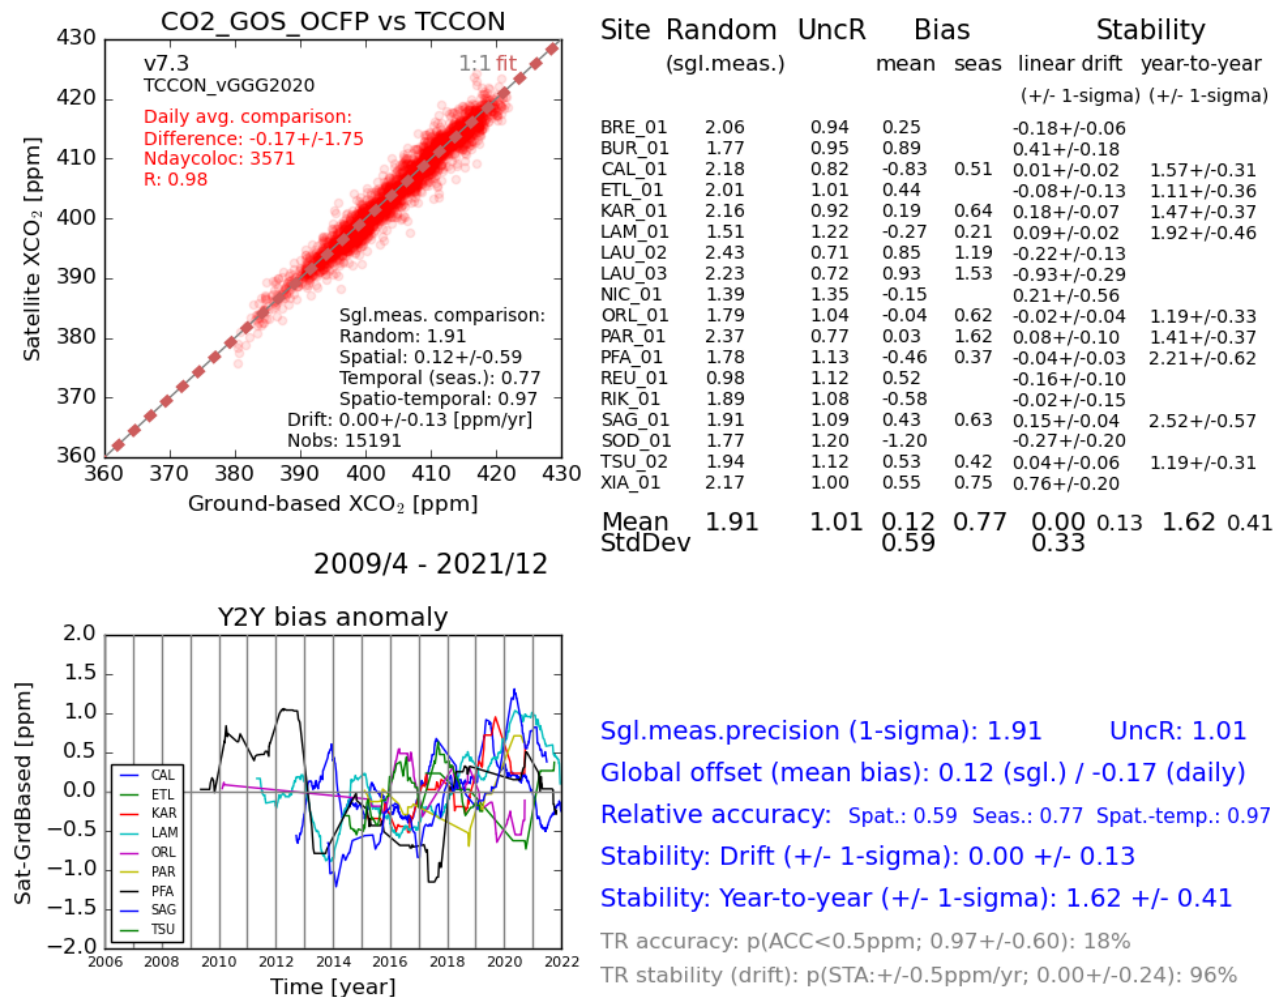 CO2_GOS_OCFP vs TCCON
430
420
410
400
390
380
370
360
360 370 380 390 400 410 420 430
Satellite XCO₂ [ppm]
Ground-based XCO₂ [ppm]
v7.3
TCCON_vGGG2020
1:1 fit
Daily avg. comparison:
Difference: -0.17+/-1.75
Ndaycoloc: 3571
R: 0.98
Sgl.meas. comparison:
Random: 1.91
Spatial: 0.12+/-0.59
Temporal (seas.): 0.77
Spatio-temporal: 0.97
Drift: 0.00+/-0.13 [ppm/yr]
Nobs: 15191
2009/4 - 2021/12
Site Random UncR Bias Stability
(sgl.meas.) mean seas linear drift year-to-year
(+/- 1-sigma) (+/- 1-sigma)
BRE_01 2.06 0.94 0.25 -0.18+/-0.06
BUR_01 1.77 0.95 0.89 0.41+/-0.18
CAL_01 2.18 0.82 -0.83 0.51 0.01+/-0.02 1.57+/-0.31
ETL_01 2.01 1.01 0.44 -0.08+/-0.13 1.11+/-0.36
KAR_01 2.16 0.92 0.19 0.64 0.18+/-0.07 1.47+/-0.37
LAM_01 1.51 1.22 -0.27 0.21 0.09+/-0.02 1.92+/-0.46
LAU_02 2.43 0.71 0.85 1.19 -0.22+/-0.13
LAU_03 2.23 0.72 0.93 1.53 -0.93+/-0.29
NIC_01 1.39 1.35 -0.15 0.21+/-0.56
ORL_01 1.79 1.04 -0.04 0.62 -0.02+/-0.04 1.19+/-0.33
PAR_01 2.37 0.77 0.03 1.62 0.08+/-0.10 1.41+/-0.37
PFA_01 1.78 1.13 -0.46 0.37 -0.04+/-0.03 2.21+/-0.62
REU_01 0.98 1.12 0.52 -0.16+/-0.10
RIK_01 1.89 1.08 -0.58 -0.02+/-0.15
SAG_01 1.91 1.09 0.43 0.63 0.15+/-0.04 2.52+/-0.57
SOD_01 1.77 1.20 -1.20 -0.27+/-0.20
TSU_02 1.94 1.12 0.53 0.42 0.04+/-0.06 1.19+/-0.31
XIA_01 2.17 1.00 0.55 0.75 0.76+/-0.20
Mean 1.91 1.01 0.12 0.77 0.00 0.13 1.62 0.41
StdDev 0.59 0.33
Y2Y bias anomaly
2.0
1.5
1.0
0.5
0.0
−0.5
−1.0
−1.5
−2.0
2006 2008 2010 2012 2014 2016 2018 2020 2022
Sat-GrdBased [ppm]
Time [year]
CAL
ETL
KAR
LAM
ORL
PAR
PFA
SAG
TSU
Sgl.meas.precision (1-sigma): 1.91 UncR: 1.01
Global offset (mean bias): 0.12 (sgl.) / -0.17 (daily)
Relative accuracy: Spat.: 0.59 Seas.: 0.77 Spat.-temp.: 0.97
Stability: Drift (+/- 1-sigma): 0.00 +/- 0.13
Stability: Year-to-year (+/- 1-sigma): 1.62 +/- 0.41
TR accuracy: p(ACC<0.5ppm; 0.97+/-0.60): 18%
TR stability (drift): p(STA:+/-0.5ppm/yr; 0.00+/-0.24): 96%